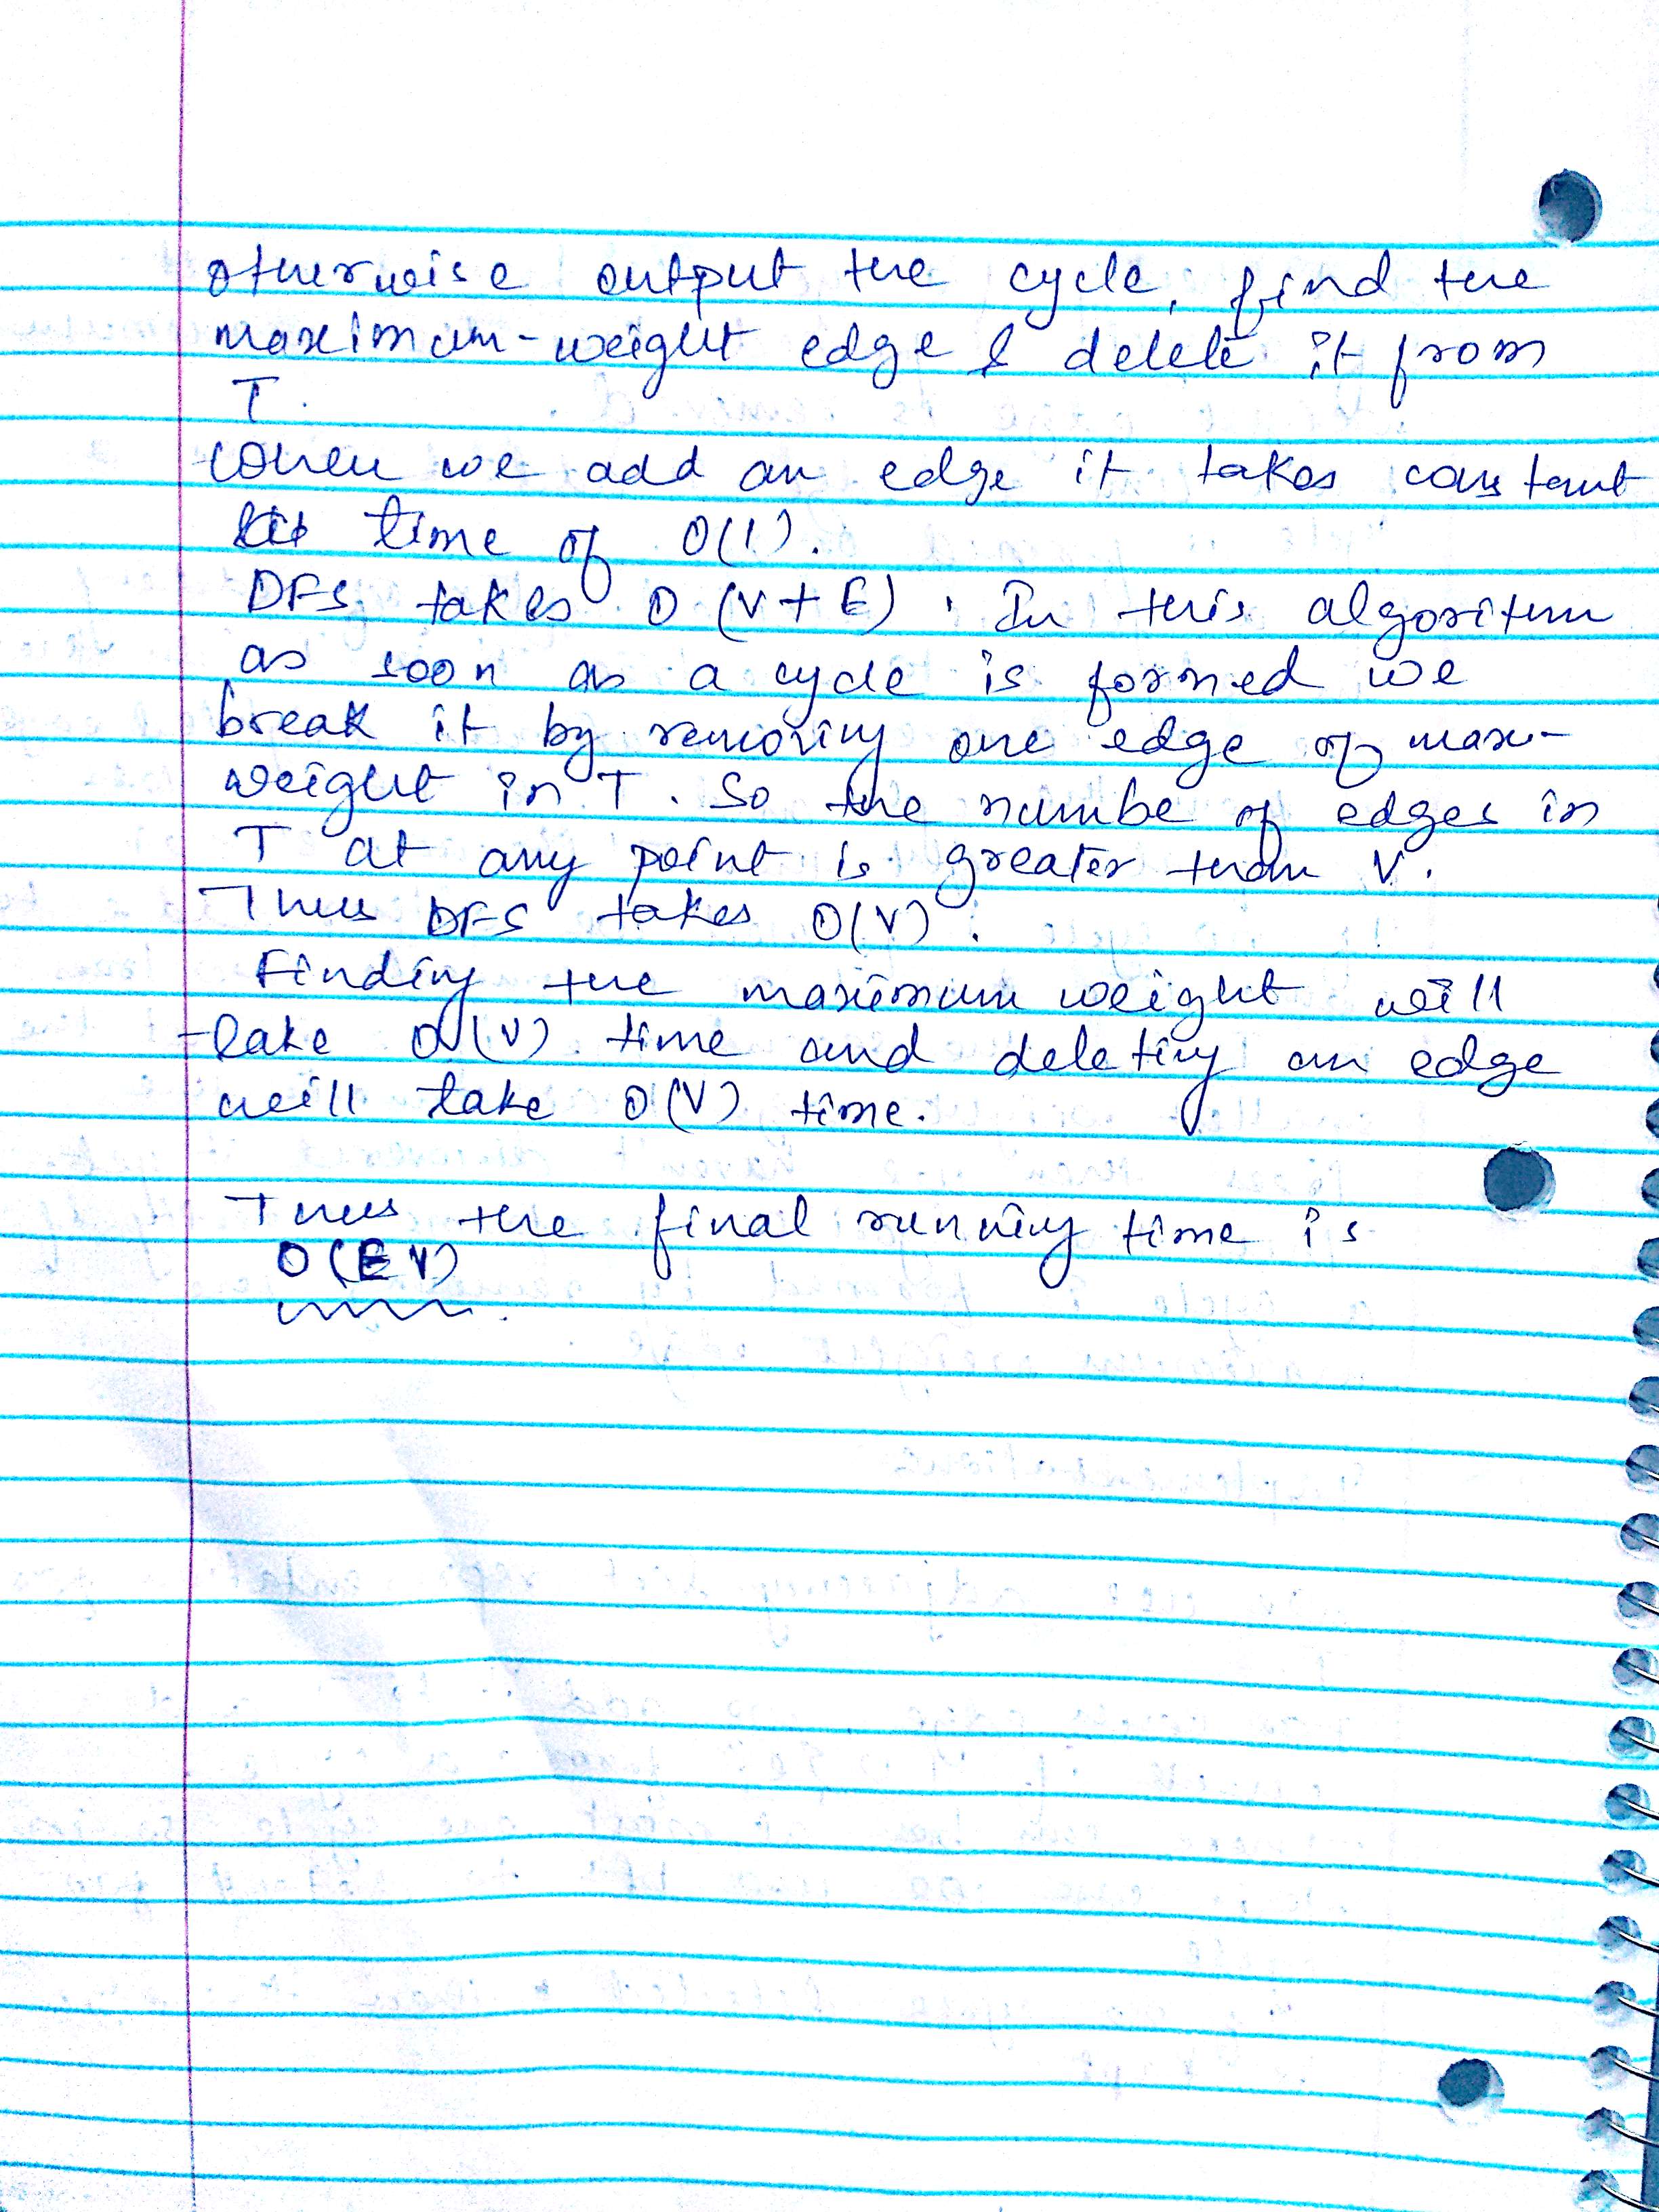 otherwise output the cycle, find the
maximum-weight edge & delete it from
T.
when we add an edge it takes constant
time of O(1).
DFS takes O(V+E). In this algorithm
as soon as a cycle is formed we
break it by removing one edge of max-
weight in T. So the numbe of edges in
T at any point is greater than V.
Thus DFS takes O(V).
Finding the maximum weight will
take O(V) time and deleting an edge
will take O(V) time.
Thus the final running time is
O(EV)